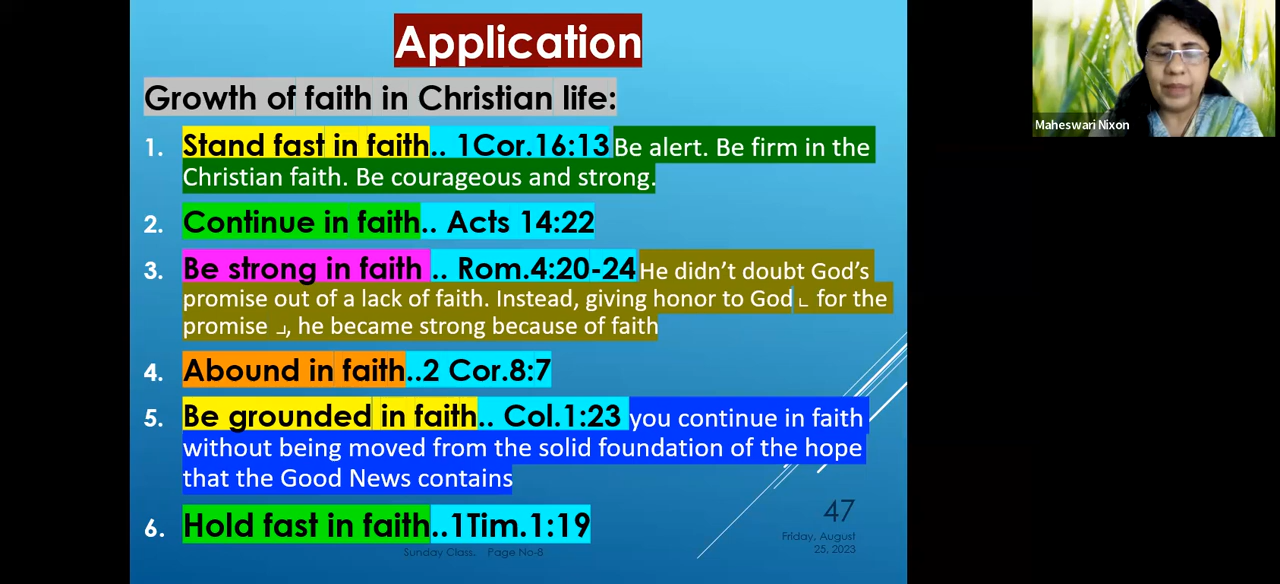 Application
Growth of faith in Christian life:
1. Stand fast in faith.. 1Cor.16:13 Be alert. Be firm in the
Christian faith. Be courageous and strong.
2. Continue in faith.. Acts 14:22
3. Be strong in faith .. Rom.4:20-24 He didn't doubt God's
promise out of a lack of faith. Instead, giving honor to God ⌞ for the
promise ⌟, he became strong because of faith
4. Abound in faith..2 Cor.8:7
5. Be grounded in faith.. Col.1:23 you continue in faith
without being moved from the solid foundation of the hope
that the Good News contains
6. Hold fast in faith..1Tim.1:19
47
Friday, August
25, 2023
Sunday Class. Page No-8
Maheswari Nixon